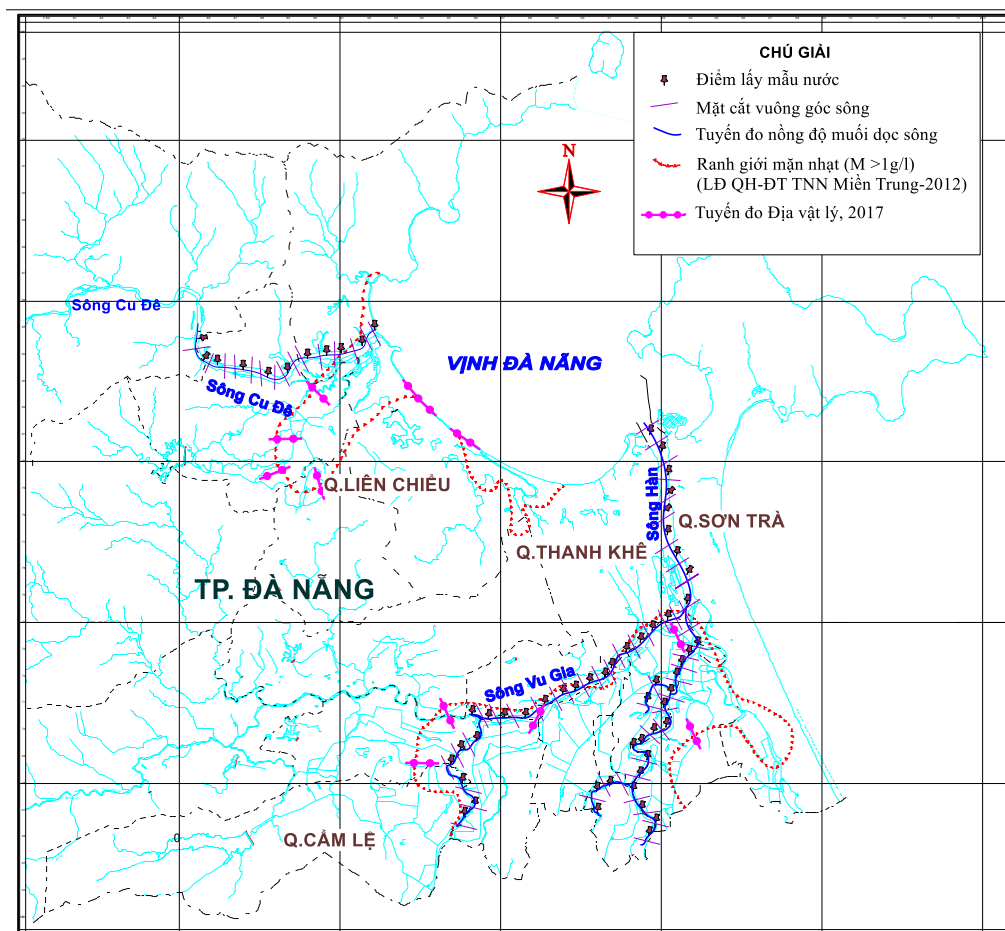 CHÚ GIẢI
Điểm lấy mẫu nước
Mặt cắt vuông góc sông
Tuyến đo nồng độ muối dọc sông
Ranh giới mặn nhạt (M >1g/l)
(LĐ QH-ĐT TNN Miền Trung-2012)
Tuyến đo Địa vật lý, 2017
N
Sông Cu Đê
VỊNH ĐÀ NẴNG
Sông Cu Đê
Q.LIÊN CHIỂU
Sông Hàn
Q.SƠN TRÀ
Q.THANH KHÊ
TP. ĐÀ NẴNG
Sông Vu Gia
Q.CẨM LỆ